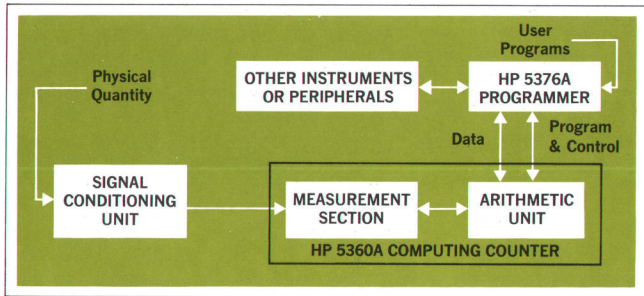 User
Programs
Physical
Quantity
OTHER INSTRUMENTS
OR PERIPHERALS
HP 5376A
PROGRAMMER
Data
Program
& Control
SIGNAL
CONDITIONING
UNIT
MEASUREMENT
SECTION
ARITHMETIC
UNIT
HP 5360A COMPUTING COUNTER